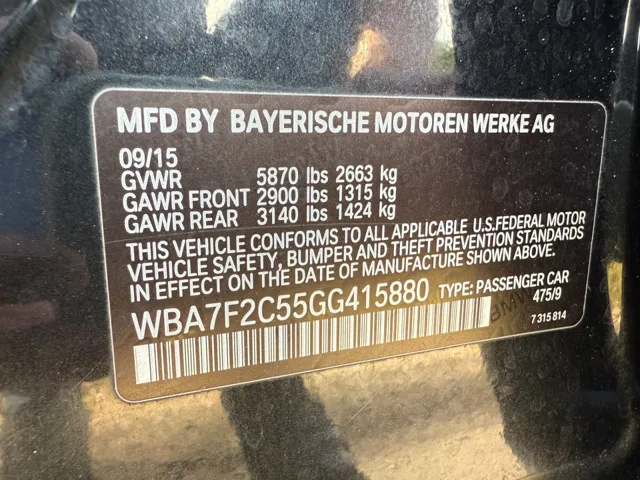 MFD BY BAYERISCHE MOTOREN WERKE AG
09/15
GVWR 5870 lbs 2663 kg
GAWR FRONT 2900 lbs 1315 kg
GAWR REAR 3140 lbs 1424 kg
THIS VEHICLE CONFORMS TO ALL APPLICABLE U.S.FEDERAL MOTOR
VEHICLE SAFETY, BUMPER AND THEFT PREVENTION STANDARDS
IN EFFECT ON THE DATE OF MANUFACTURE SHOWN ABOVE.
WBA7F2C55GG415880 TYPE: PASSENGER CAR
475/9
7 315 814